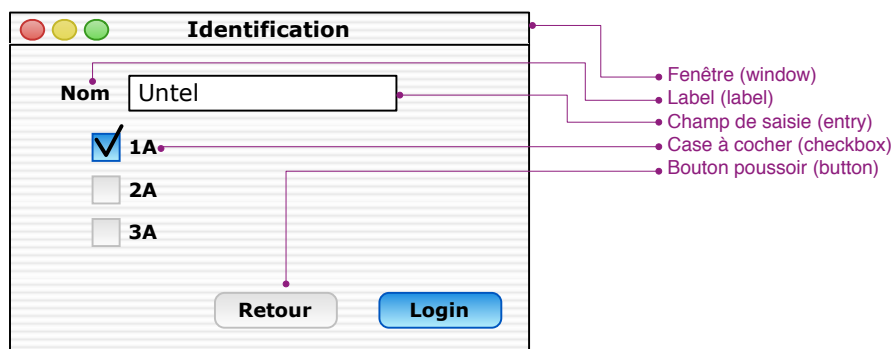 Identification
Fenêtre (window)
Nom
Untel
Label (label)
Champ de saisie (entry)
1A
Case à cocher (checkbox)
Bouton poussoir (button)
2A
3A
Retour
Login